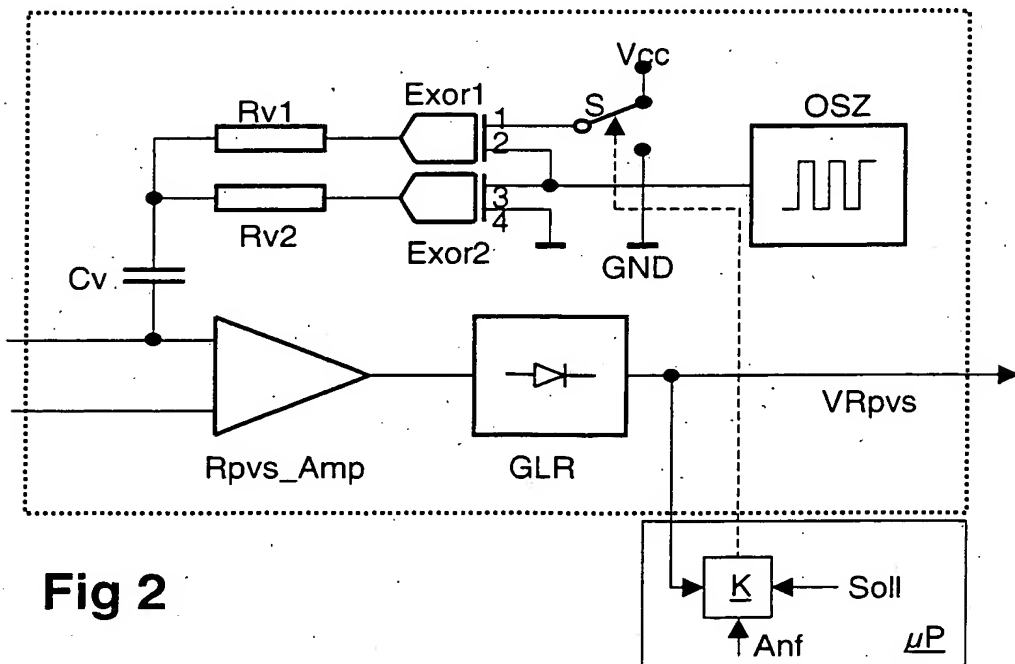 Vcc
Exor1
S
OSZ
Rv1
1
2
3
4
Rv2
Exor2
GND
Cv
VRpvs
Rpvs_Amp
GLR
Fig 2
K
Soll
Anf
µP